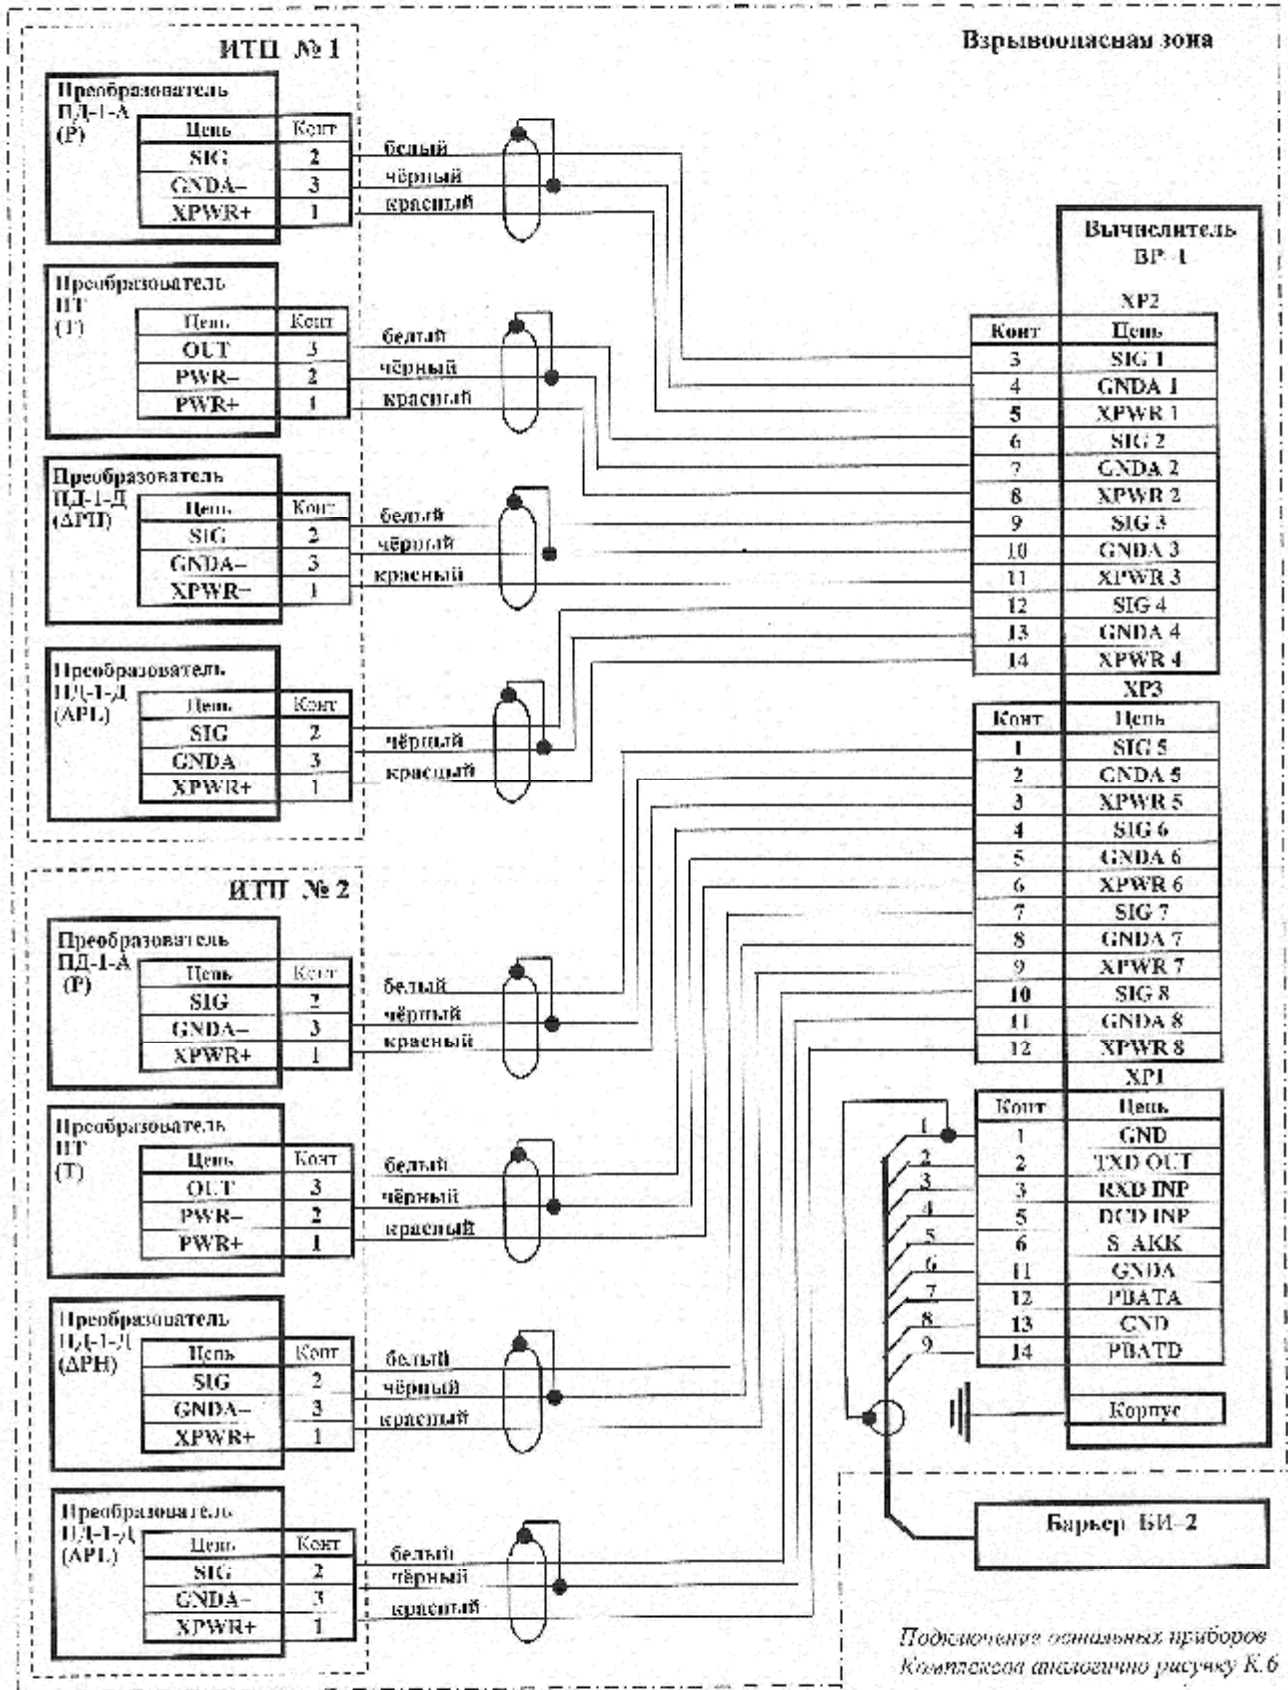 ИТП № 1
Взрывоопасная зона
Преобразователь
ПД-1-А
(Р)
Цепь Конт
SIG 2
GNDA– 3
XPWR+ 1
белый
чёрный
красный
Преобразователь
ПТ
(Т)
Цепь Конт
OUT 3
PWR– 2
PWR+ 1
белый
чёрный
красный
Преобразователь
ПД-1-Д
(ΔPH)
Цепь Конт
SIG 2
GNDA– 3
XPWR– 1
белый
чёрный
красный
Преобразователь
ПД-1-Д
(ΔPL)
Цепь Конт
SIG 2
GNDA 3
XPWR+ 1
чёрный
красный
ИТП № 2
Преобразователь
ПД-1-А
(Р)
Цепь Конт
SIG 2
GNDA– 3
XPWR+ 1
белый
чёрный
красный
Преобразователь
ПТ
(Т)
Цепь Конт
OUT 3
PWR– 2
PWR+ 1
белый
чёрный
красный
Преобразователь
ПД-1-Д
(ΔPH)
Цепь Конт
SIG 2
GNDA– 3
XPWR+ 1
белый
чёрный
красный
Преобразователь
ПД-1-Д
(ΔPL)
Цепь Конт
SIG 2
GNDA– 3
XPWR+ 1
белый
чёрный
красный
Вычислитель
ВР–1
XP2
Конт Цепь
3 SIG 1
4 GNDA 1
5 XPWR 1
6 SIG 2
7 GNDA 2
8 XPWR 2
9 SIG 3
10 GNDA 3
11 XPWR 3
12 SIG 4
13 GNDA 4
14 XPWR 4
XP3
Конт Цепь
1 SIG 5
2 GNDA 5
3 XPWR 5
4 SIG 6
5 GNDA 6
6 XPWR 6
7 SIG 7
8 GNDA 7
9 XPWR 7
10 SIG 8
11 GNDA 8
12 XPWR 8
XP1
Конт Цепь
1 1 GND
2 2 TXD OUT
3 3 RXD INP
4 5 DCD INP
5 6 S_AKK
6 11 GNDA
7 12 PBATA
8 13 GND
9 14 PBATD
Корпус
Барьер БИ–2
Подключение остальных приборов
Комплексов аналогично рисунку К.6